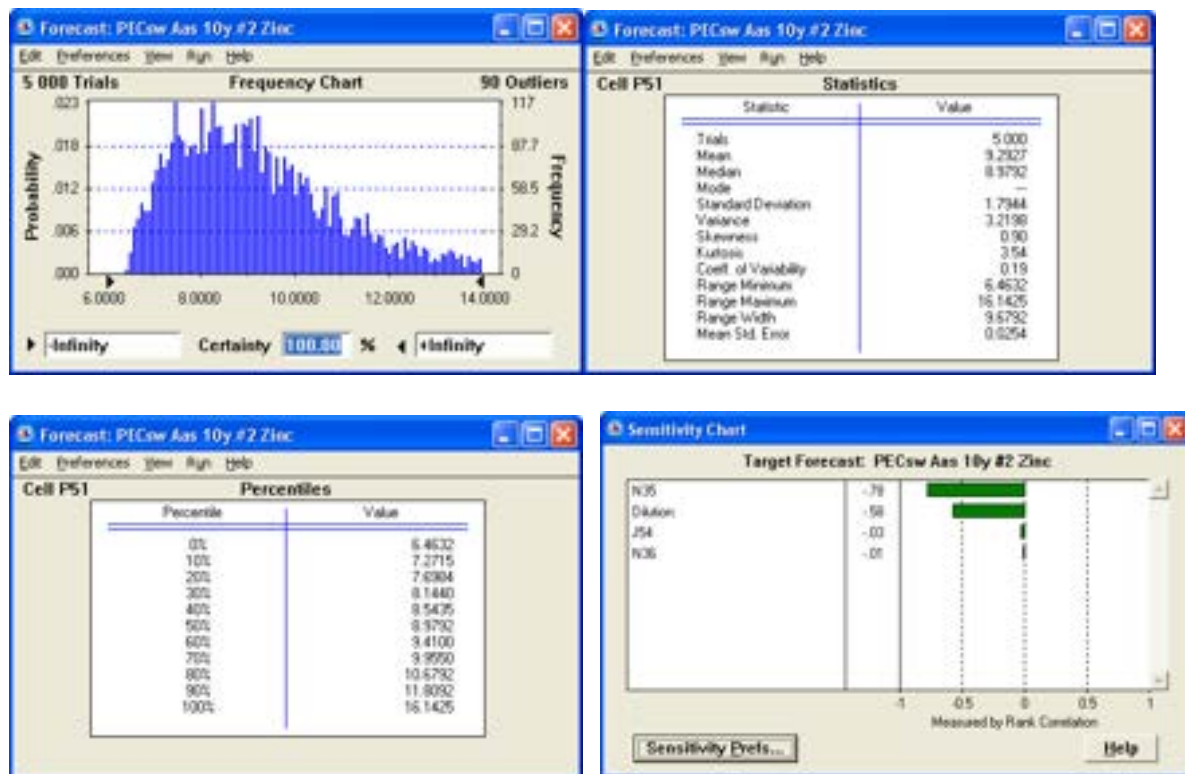 Forecast: PECsw Aas 10y #2 Zinc
Edit Preferences View Run Help
5 000 Trials Frequency Chart 90 Outliers
.023 117
.018 87.7
.012 58.5
.006 29.2
.000 0
Probability
Frequency
6.0000 8.0000 10.0000 12.0000 14.0000
-Infinity Certainty 100.00 % +Infinity
Forecast: PECsw Aas 10y #2 Zinc
Edit Preferences View Run Help
Cell P51 Statistics
Statistic Value
Trials 5.000
Mean 9.2927
Median 8.9792
Mode ---
Standard Deviation 1.7944
Variance 3.2198
Skewness 0.90
Kurtosis 3.54
Coeff. of Variability 0.19
Range Minimum 6.4632
Range Maximum 16.1425
Range Width 9.6792
Mean Std. Error 0.0254
Forecast: PECsw Aas 10y #2 Zinc
Edit Preferences View Run Help
Cell P51 Percentiles
Percentile Value
0% 6.4632
10% 7.2715
20% 7.6984
30% 8.1440
40% 8.5435
50% 8.9792
60% 9.4100
70% 9.9550
80% 10.6792
90% 11.8092
100% 16.1425
Sensitivity Chart
Target Forecast: PECsw Aas 10y #2 Zinc
N35 -.78
Dilution -.58
J54 -.03
N36 -.01
-1 -0.5 0 0.5 1
Measured by Rank Correlation
Sensitivity Prefs... Help